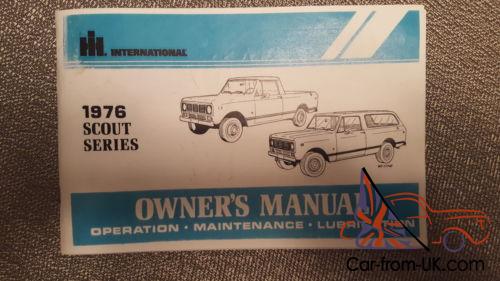 INTERNATIONAL
1976
SCOUT
SERIES
OWNER'S MANUAL
OPERATION • MAINTENANCE • LUBRICATION
Car-from-UK.com